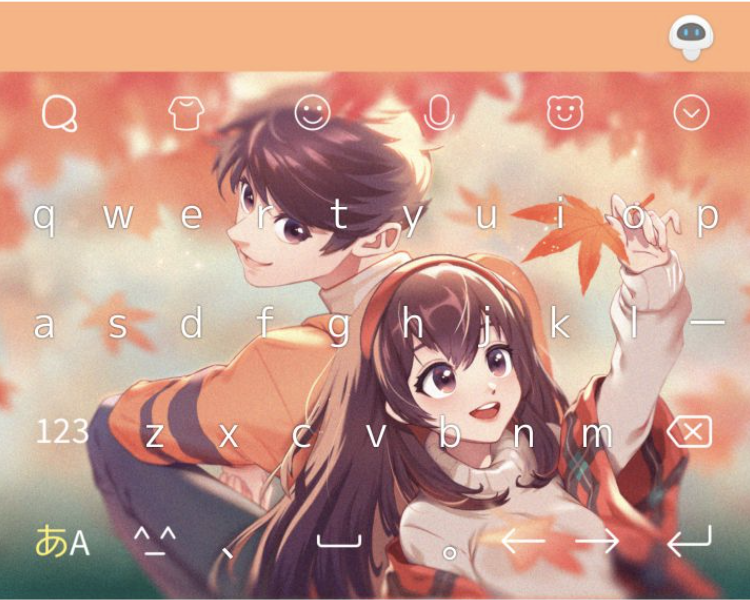 q w e r t y u i o p
a s d f g h j k l ー
123 z x c v b n m
あA ^_^ 、 。